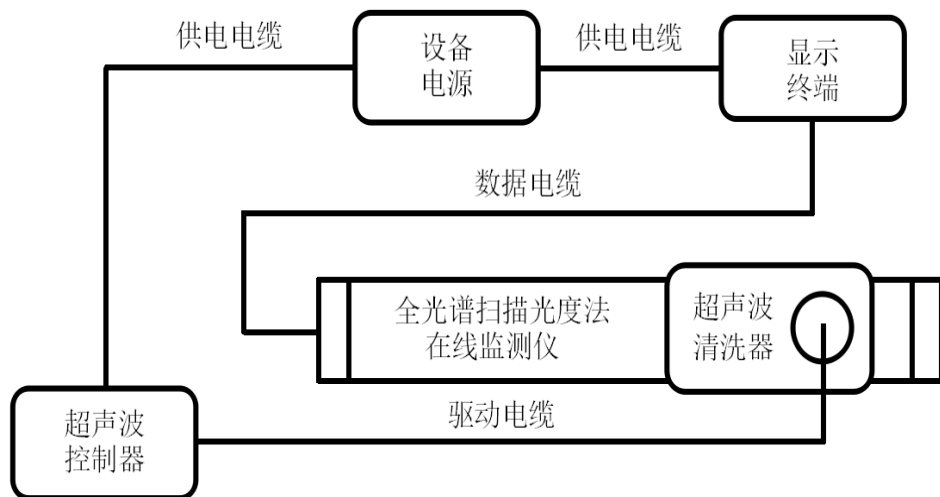 供电电缆
设备
电源
供电电缆
显示
终端
数据电缆
全光谱扫描光度法
在线监测仪
超声波
清洗器
驱动电缆
超声波
控制器